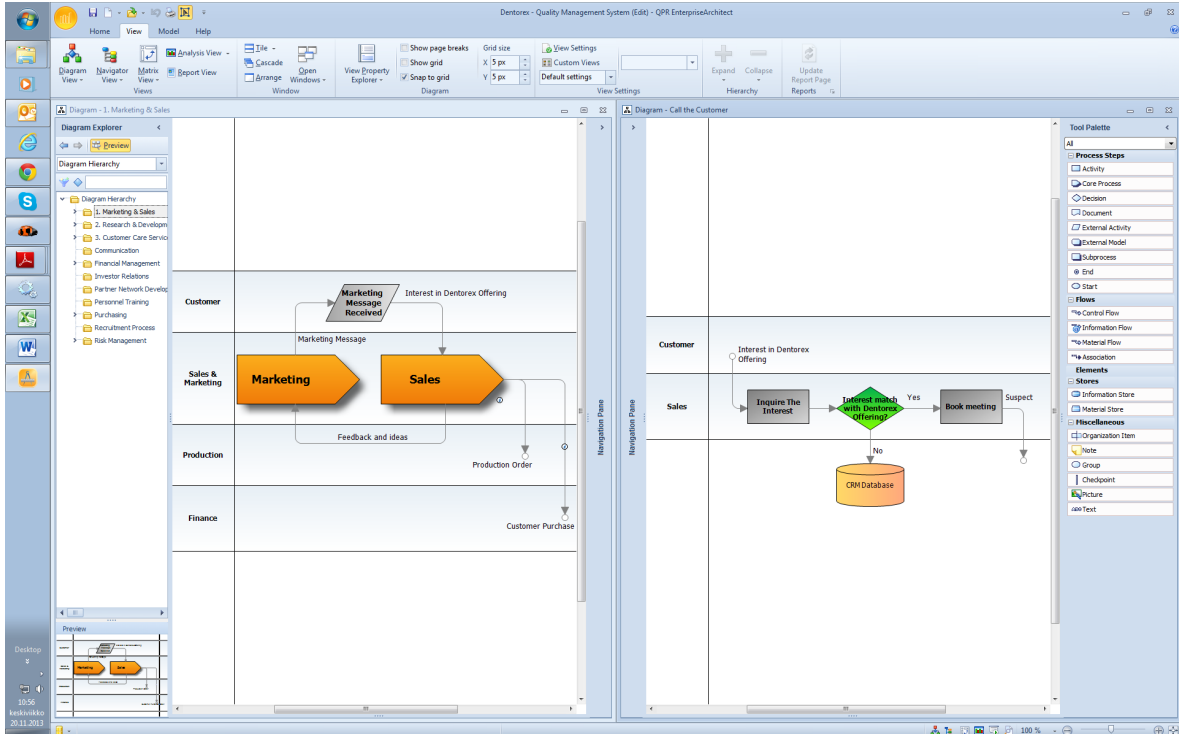 Dentorex - Quality Management System (Edit) - QPR EnterpriseArchitect
Home View Model Help
Diagram View
Navigator View
Matrix View
Analysis View
Report View
Views
Tile
Cascade
Arrange
Open Windows
Window
View Property Explorer
Show page breaks
Show grid
Snap to grid
Grid size
X 5 px
Y 5 px
Diagram
View Settings
Custom Views
Default settings
View Settings
Expand
Collapse
Hierarchy
Update Report Page
Reports
Diagram - 1. Marketing & Sales
Diagram Explorer
Preview
Diagram Hierarchy
Diagram Hierarchy
1. Marketing & Sales
2. Research & Developm
3. Customer Care Servic
Communication
Financial Management
Investor Relations
Partner Network Develop
Personnel Training
Purchasing
Recruitment Process
Risk Management
Preview
Customer
Marketing
Message
Received
Interest in Dentorex Offering
Marketing Message
Sales &
Marketing
Marketing
Sales
Feedback and ideas
Production
Production Order
Finance
Customer Purchase
Navigation Pane
Diagram - Call the Customer
Navigation Pane
Customer
Interest in Dentorex
Offering
Sales
Inquire The
Interest
Interest match
with Dentorex
Offering?
Yes
Book meeting
Suspect
No
CRM Database
Tool Palette
All
Process Steps
Activity
Core Process
Decision
Document
External Activity
External Model
Subprocess
End
Start
Flows
Control Flow
Information Flow
Material Flow
Association
Elements
Stores
Information Store
Material Store
Miscellaneous
Organization Item
Note
Group
Checkpoint
Picture
Text
Desktop
10:56
keskiviikko
20.11.2013
100 %